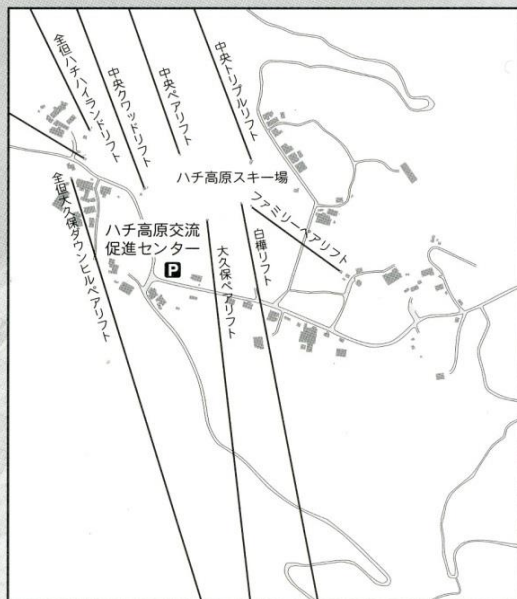 全但ハチハイランドリフト
中央クワッドリフト
中央ペアリフト
中央トリプルリフト
ハチ高原スキー場
ファミリーペアリフト
全但大久保ダウンヒルペアリフト
ハチ高原交流
促進センター
P
大久保ペアリフト
白樺リフト